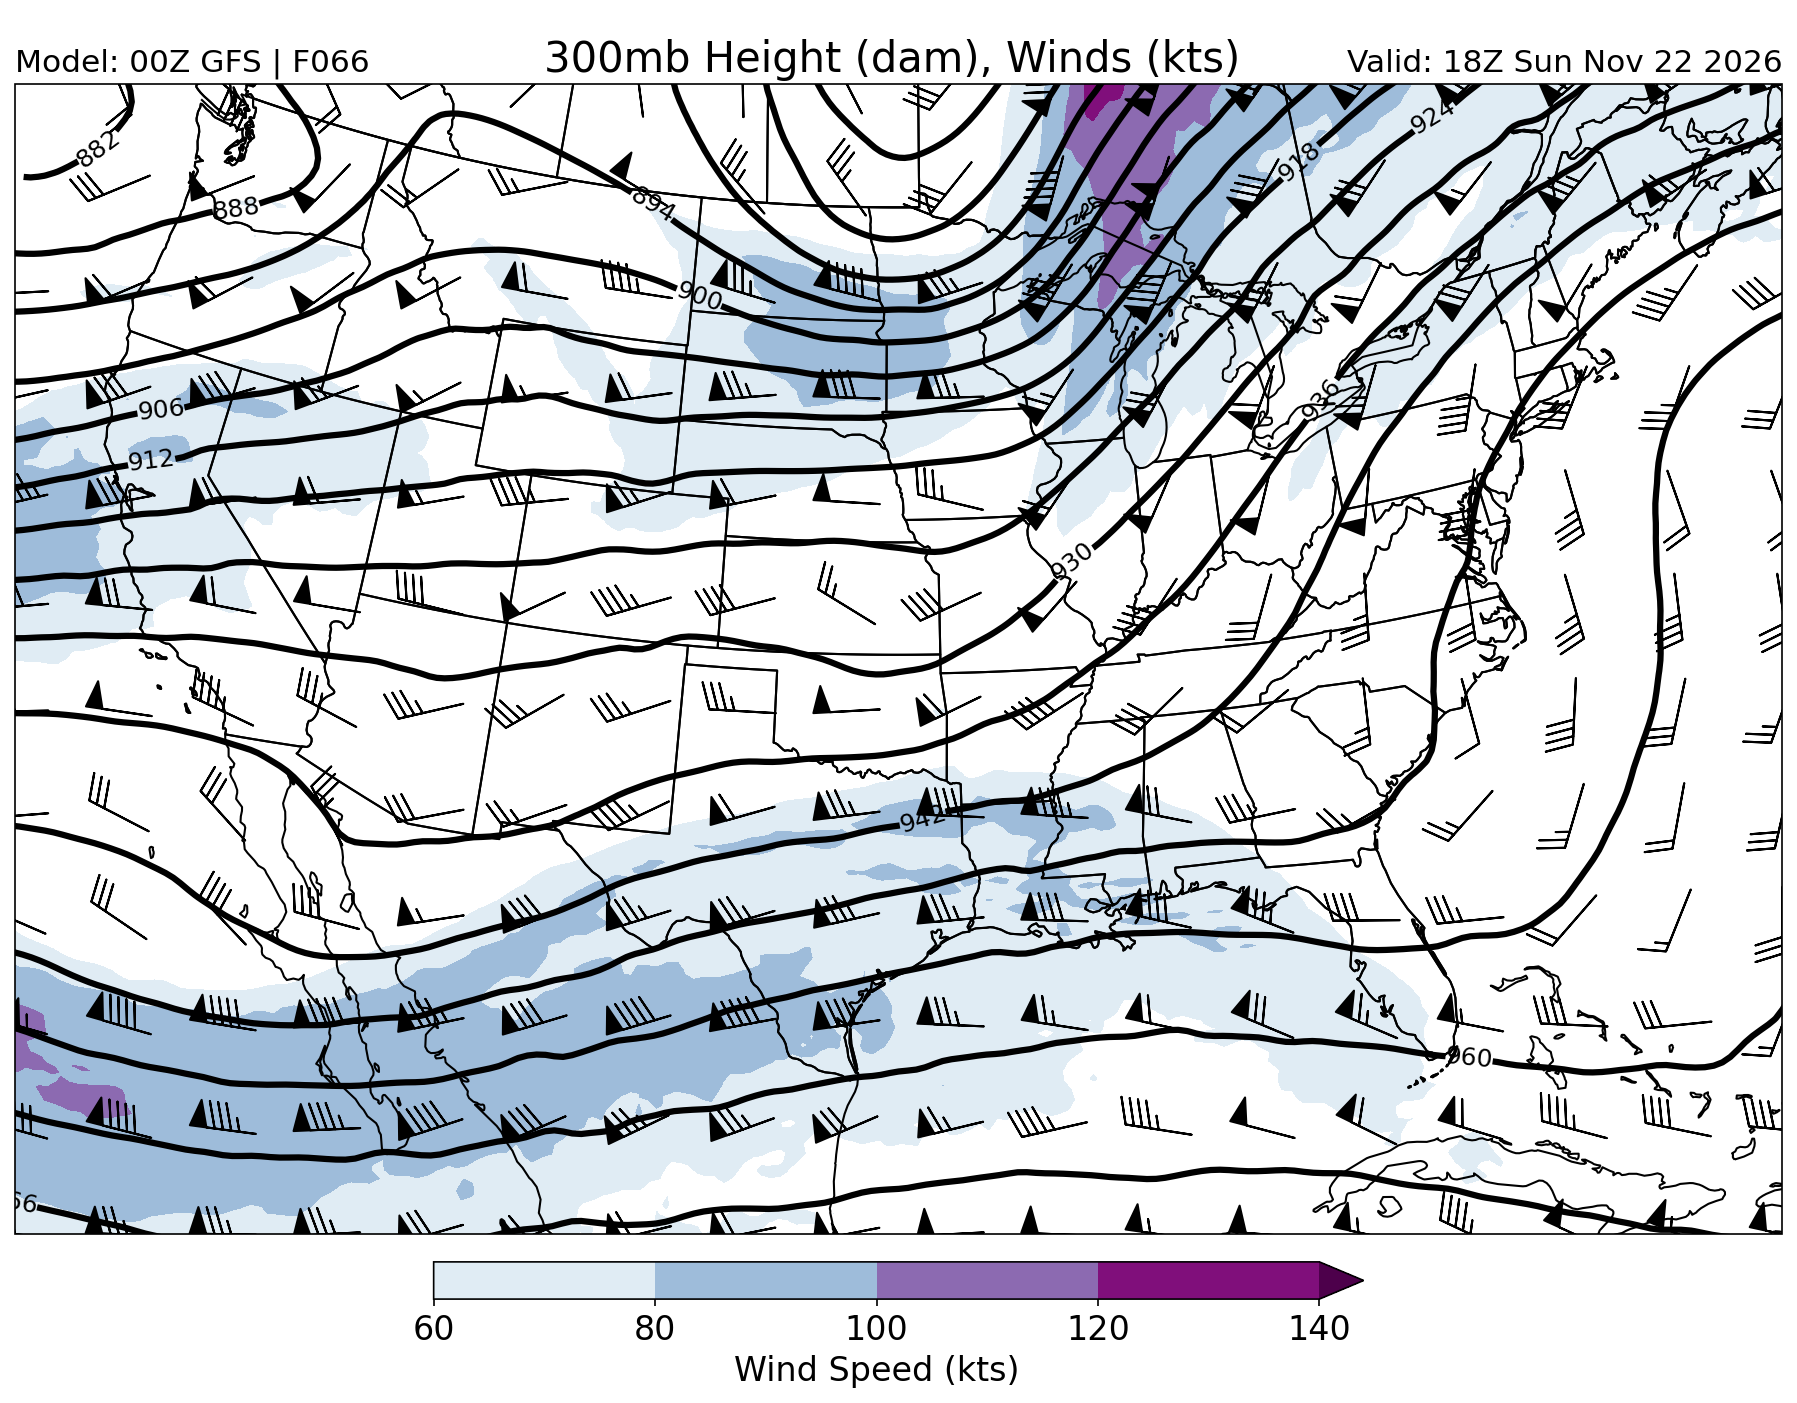 Model: 00Z GFS | F066
300mb Height (dam), Winds (kts)
Valid: 18Z Sun Nov 22 2026
882
924
918
888
894
900
936
906
912
930
942
960
60 80 100 120 140
Wind Speed (kts)